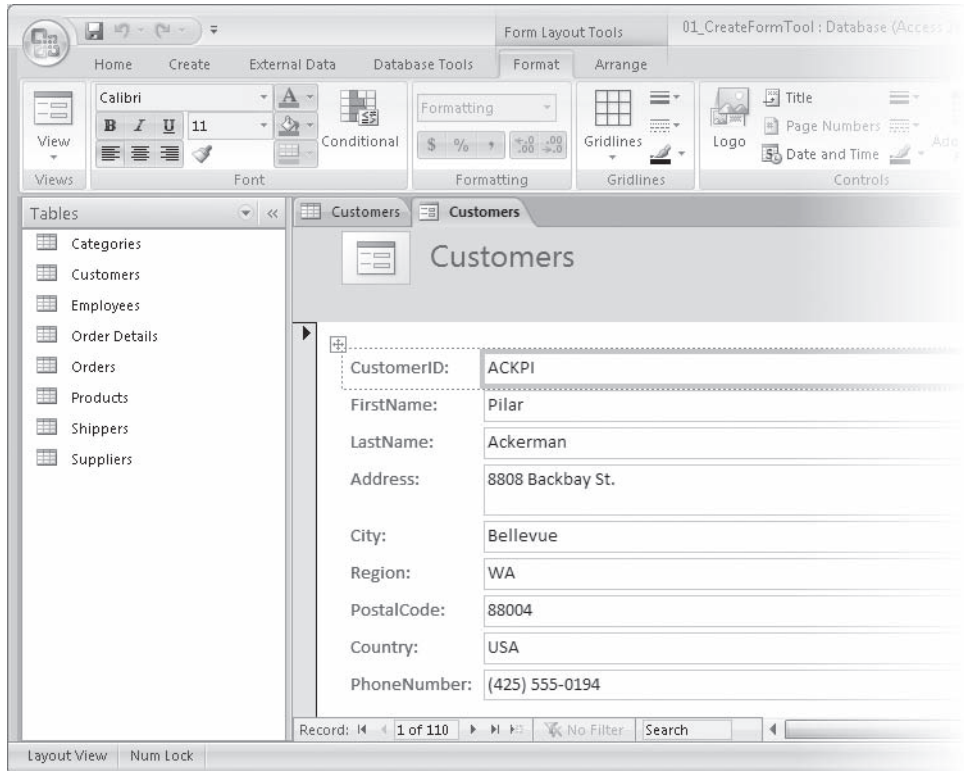 Form Layout Tools
01_CreateFormTool : Database (Access
Home
Create
External Data
Database Tools
Format
Arrange
View
Views
Calibri
B I U
11
A
Font
Conditional
Formatting
$ % ,
.0 .00
.00 .0
Formatting
Gridlines
Gridlines
Logo
Title
Page Numbers
Date and Time
Controls
Tables
Categories
Customers
Employees
Order Details
Orders
Products
Shippers
Suppliers
Customers
Customers
Customers
CustomerID: ACKPI
FirstName: Pilar
LastName: Ackerman
Address: 8808 Backbay St.
City: Bellevue
Region: WA
PostalCode: 88004
Country: USA
PhoneNumber: (425) 555-0194
Record: 1 of 110 No Filter Search
Layout View Num Lock